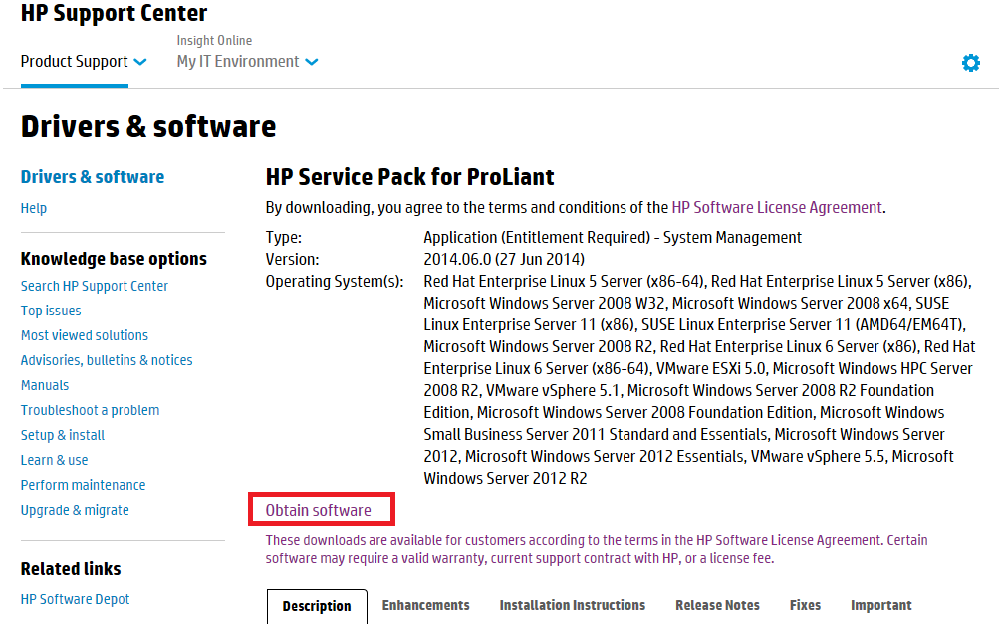 HP Support Center
Insight Online
Product Support
My IT Environment
Drivers & software
Drivers & software
Help
Knowledge base options
Search HP Support Center
Top issues
Most viewed solutions
Advisories, bulletins & notices
Manuals
Troubleshoot a problem
Setup & install
Learn & use
Perform maintenance
Upgrade & migrate
Related links
HP Software Depot
HP Service Pack for ProLiant
By downloading, you agree to the terms and conditions of the HP Software License Agreement.
Type: Application (Entitlement Required) - System Management
Version: 2014.06.0 (27 Jun 2014)
Operating System(s): Red Hat Enterprise Linux 5 Server (x86-64), Red Hat Enterprise Linux 5 Server (x86),
Microsoft Windows Server 2008 W32, Microsoft Windows Server 2008 x64, SUSE
Linux Enterprise Server 11 (x86), SUSE Linux Enterprise Server 11 (AMD64/EM64T),
Microsoft Windows Server 2008 R2, Red Hat Enterprise Linux 6 Server (x86), Red Hat
Enterprise Linux 6 Server (x86-64), VMware ESXi 5.0, Microsoft Windows HPC Server
2008 R2, VMware vSphere 5.1, Microsoft Windows Server 2008 R2 Foundation
Edition, Microsoft Windows Server 2008 Foundation Edition, Microsoft Windows
Small Business Server 2011 Standard and Essentials, Microsoft Windows Server
2012, Microsoft Windows Server 2012 Essentials, VMware vSphere 5.5, Microsoft
Windows Server 2012 R2
Obtain software
These downloads are available for customers according to the terms in the HP Software License Agreement. Certain
software may require a valid warranty, current support contract with HP, or a license fee.
Description
Enhancements
Installation Instructions
Release Notes
Fixes
Important